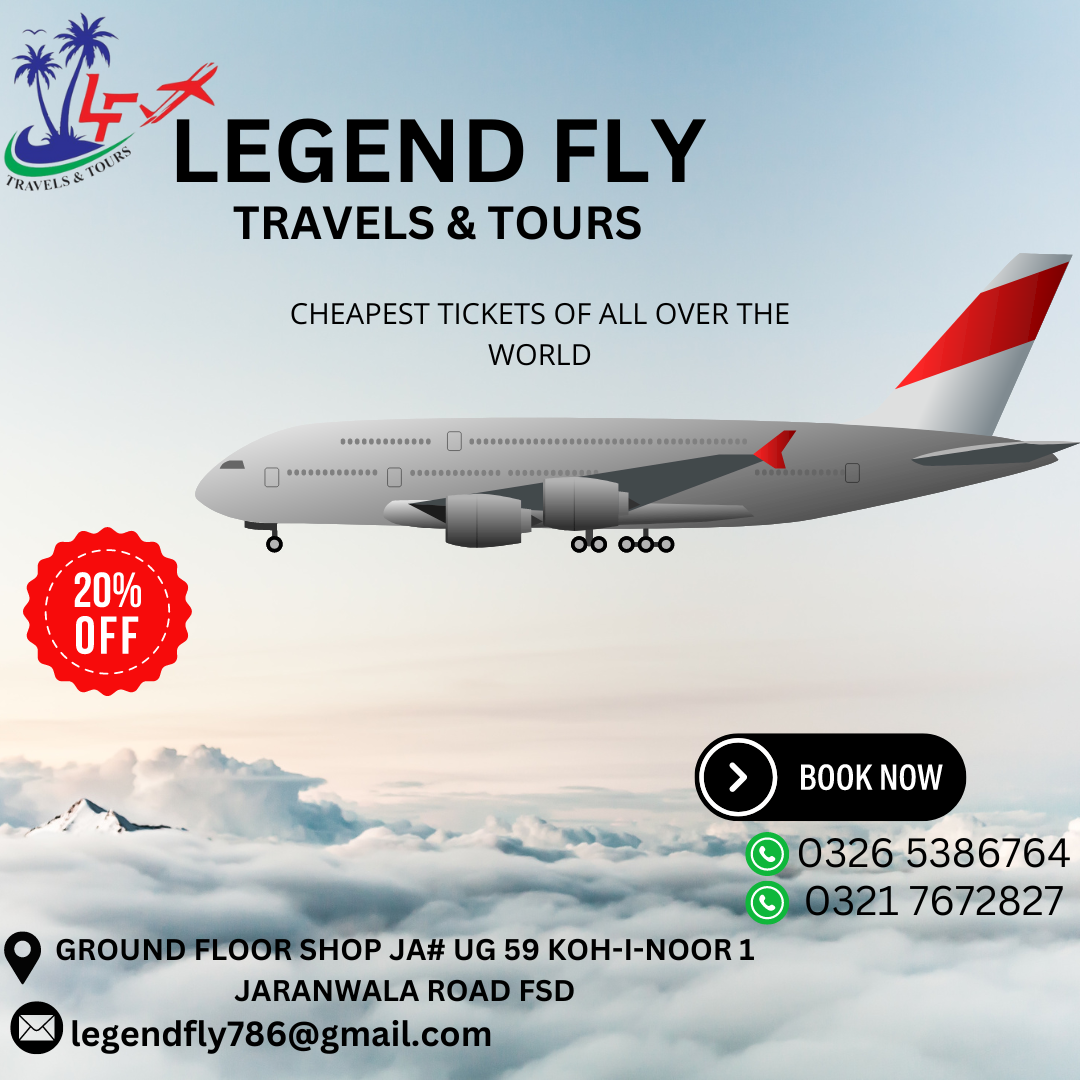 LF
TRAVELS & TOURS
LEGEND FLY
TRAVELS & TOURS
CHEAPEST TICKETS OF ALL OVER THE
WORLD
20%
OFF
BOOK NOW
0326 5386764
0321 7672827
GROUND FLOOR SHOP JA# UG 59 KOH-I-NOOR 1
JARANWALA ROAD FSD
legendfly786@gmail.com